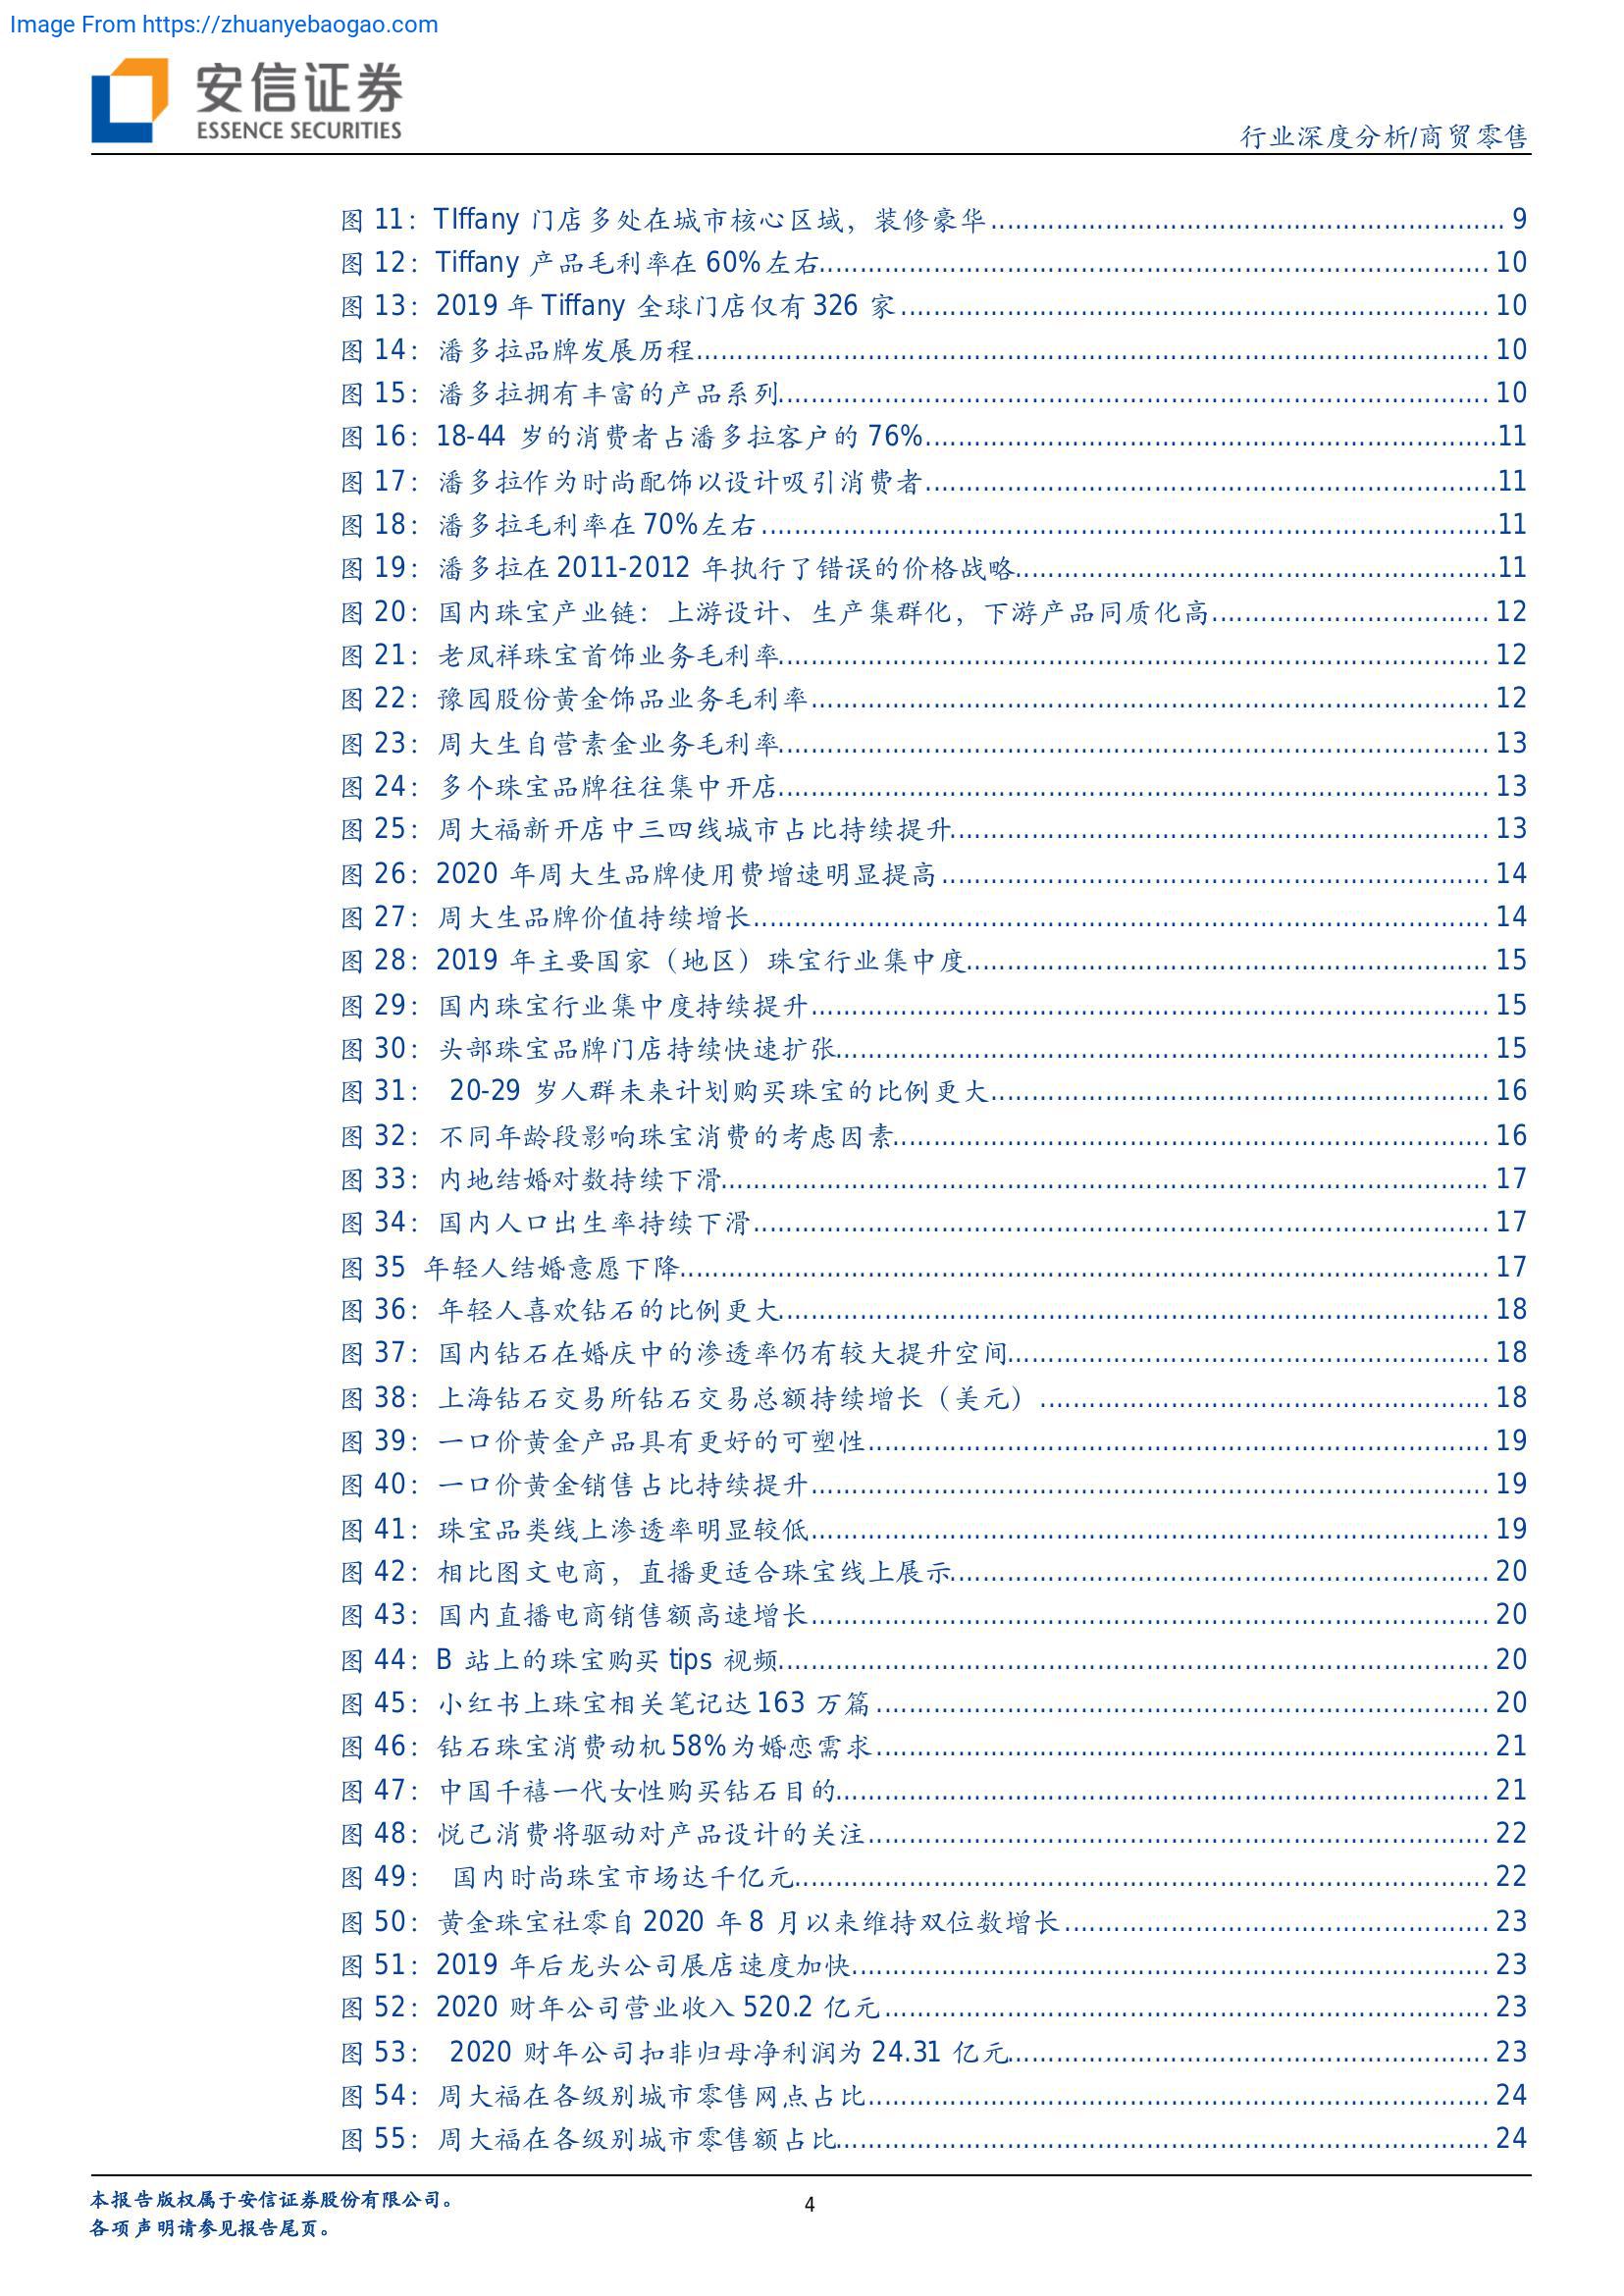 Image From https://zhuanyebaogao.com
安信证券
ESSENCE SECURITIES
行业深度分析/商贸零售
图 11：TIffany 门店多处在城市核心区域，装修豪华 9
图 12：Tiffany 产品毛利率在 60%左右 10
图 13：2019 年 Tiffany 全球门店仅有 326 家 10
图 14：潘多拉品牌发展历程 10
图 15：潘多拉拥有丰富的产品系列 10
图 16：18-44 岁的消费者占潘多拉客户的 76% 11
图 17：潘多拉作为时尚配饰以设计吸引消费者 11
图 18：潘多拉毛利率在 70%左右 11
图 19：潘多拉在 2011-2012 年执行了错误的价格战略 11
图 20：国内珠宝产业链：上游设计、生产集群化，下游产品同质化高 12
图 21：老凤祥珠宝首饰业务毛利率 12
图 22：豫园股份黄金饰品业务毛利率 12
图 23：周大生自营素金业务毛利率 13
图 24：多个珠宝品牌往往集中开店 13
图 25：周大福新开店中三四线城市占比持续提升 13
图 26：2020 年周大生品牌使用费增速明显提高 14
图 27：周大生品牌价值持续增长 14
图 28：2019 年主要国家（地区）珠宝行业集中度 15
图 29：国内珠宝行业集中度持续提升 15
图 30：头部珠宝品牌门店持续快速扩张 15
图 31： 20-29 岁人群未来计划购买珠宝的比例更大 16
图 32：不同年龄段影响珠宝消费的考虑因素 16
图 33：内地结婚对数持续下滑 17
图 34：国内人口出生率持续下滑 17
图 35 年轻人结婚意愿下降 17
图 36：年轻人喜欢钻石的比例更大 18
图 37：国内钻石在婚庆中的渗透率仍有较大提升空间 18
图 38：上海钻石交易所钻石交易总额持续增长（美元） 18
图 39：一口价黄金产品具有更好的可塑性 19
图 40：一口价黄金销售占比持续提升 19
图 41：珠宝品类线上渗透率明显较低 19
图 42：相比图文电商，直播更适合珠宝线上展示 20
图 43：国内直播电商销售额高速增长 20
图 44：B 站上的珠宝购买 tips 视频 20
图 45：小红书上珠宝相关笔记达 163 万篇 20
图 46：钻石珠宝消费动机 58%为婚恋需求 21
图 47：中国千禧一代女性购买钻石目的 21
图 48：悦己消费将驱动对产品设计的关注 22
图 49： 国内时尚珠宝市场达千亿元 22
图 50：黄金珠宝社零自 2020 年 8 月以来维持双位数增长 23
图 51：2019 年后龙头公司展店速度加快 23
图 52：2020 财年公司营业收入 520.2 亿元 23
图 53： 2020 财年公司扣非归母净利润为 24.31 亿元 23
图 54：周大福在各级别城市零售网点占比 24
图 55：周大福在各级别城市零售额占比 24
本报告版权属于安信证券股份有限公司。
4
各项声明请参见报告尾页。